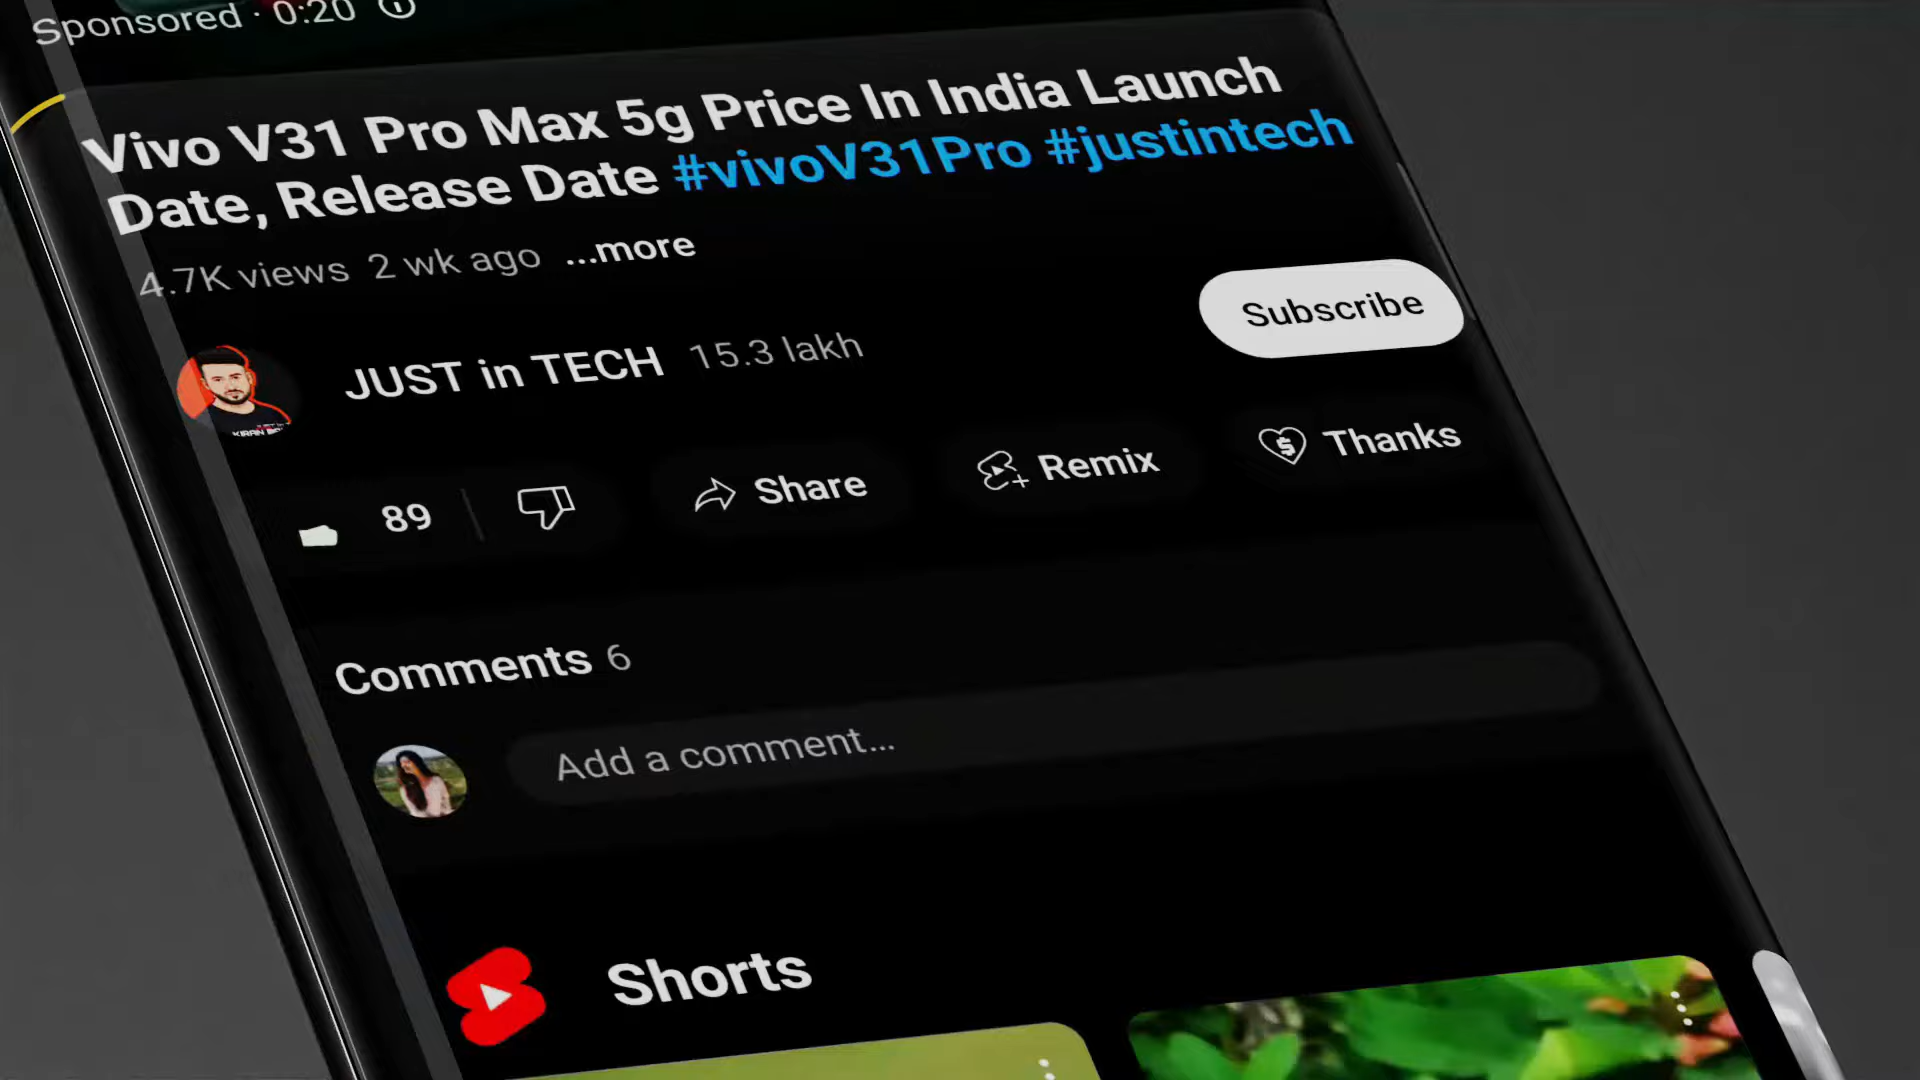 Sponsored · 0:20
Vivo V31 Pro Max 5g Price In India Launch
Date, Release Date #vivoV31Pro #justintech
4.7K views 2 wk ago ...more
JUST in TECH 15.3 lakh
Subscribe
89
Share
Remix
Thanks
Comments 6
Add a comment...
Shorts